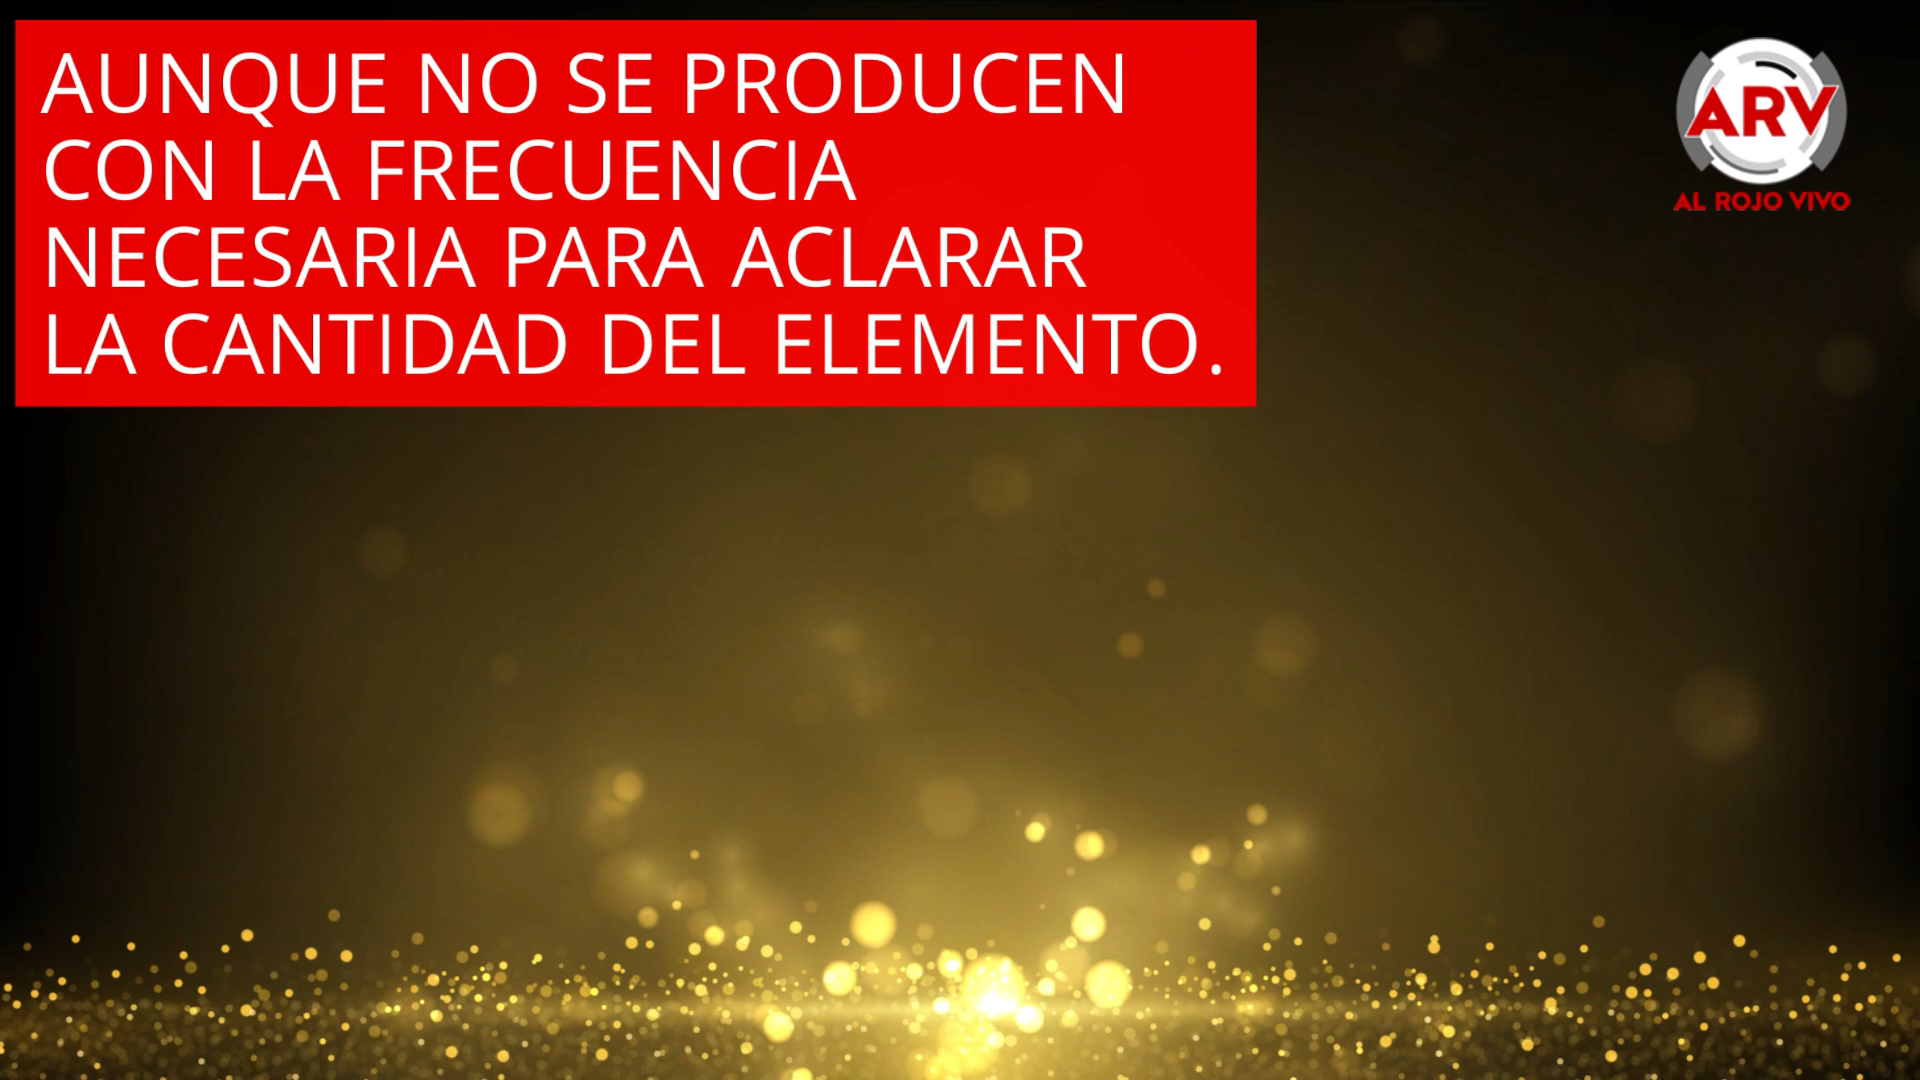 AUNQUE NO SE PRODUCEN
CON LA FRECUENCIA
NECESARIA PARA ACLARAR
LA CANTIDAD DEL ELEMENTO.
ARV
AL ROJO VIVO